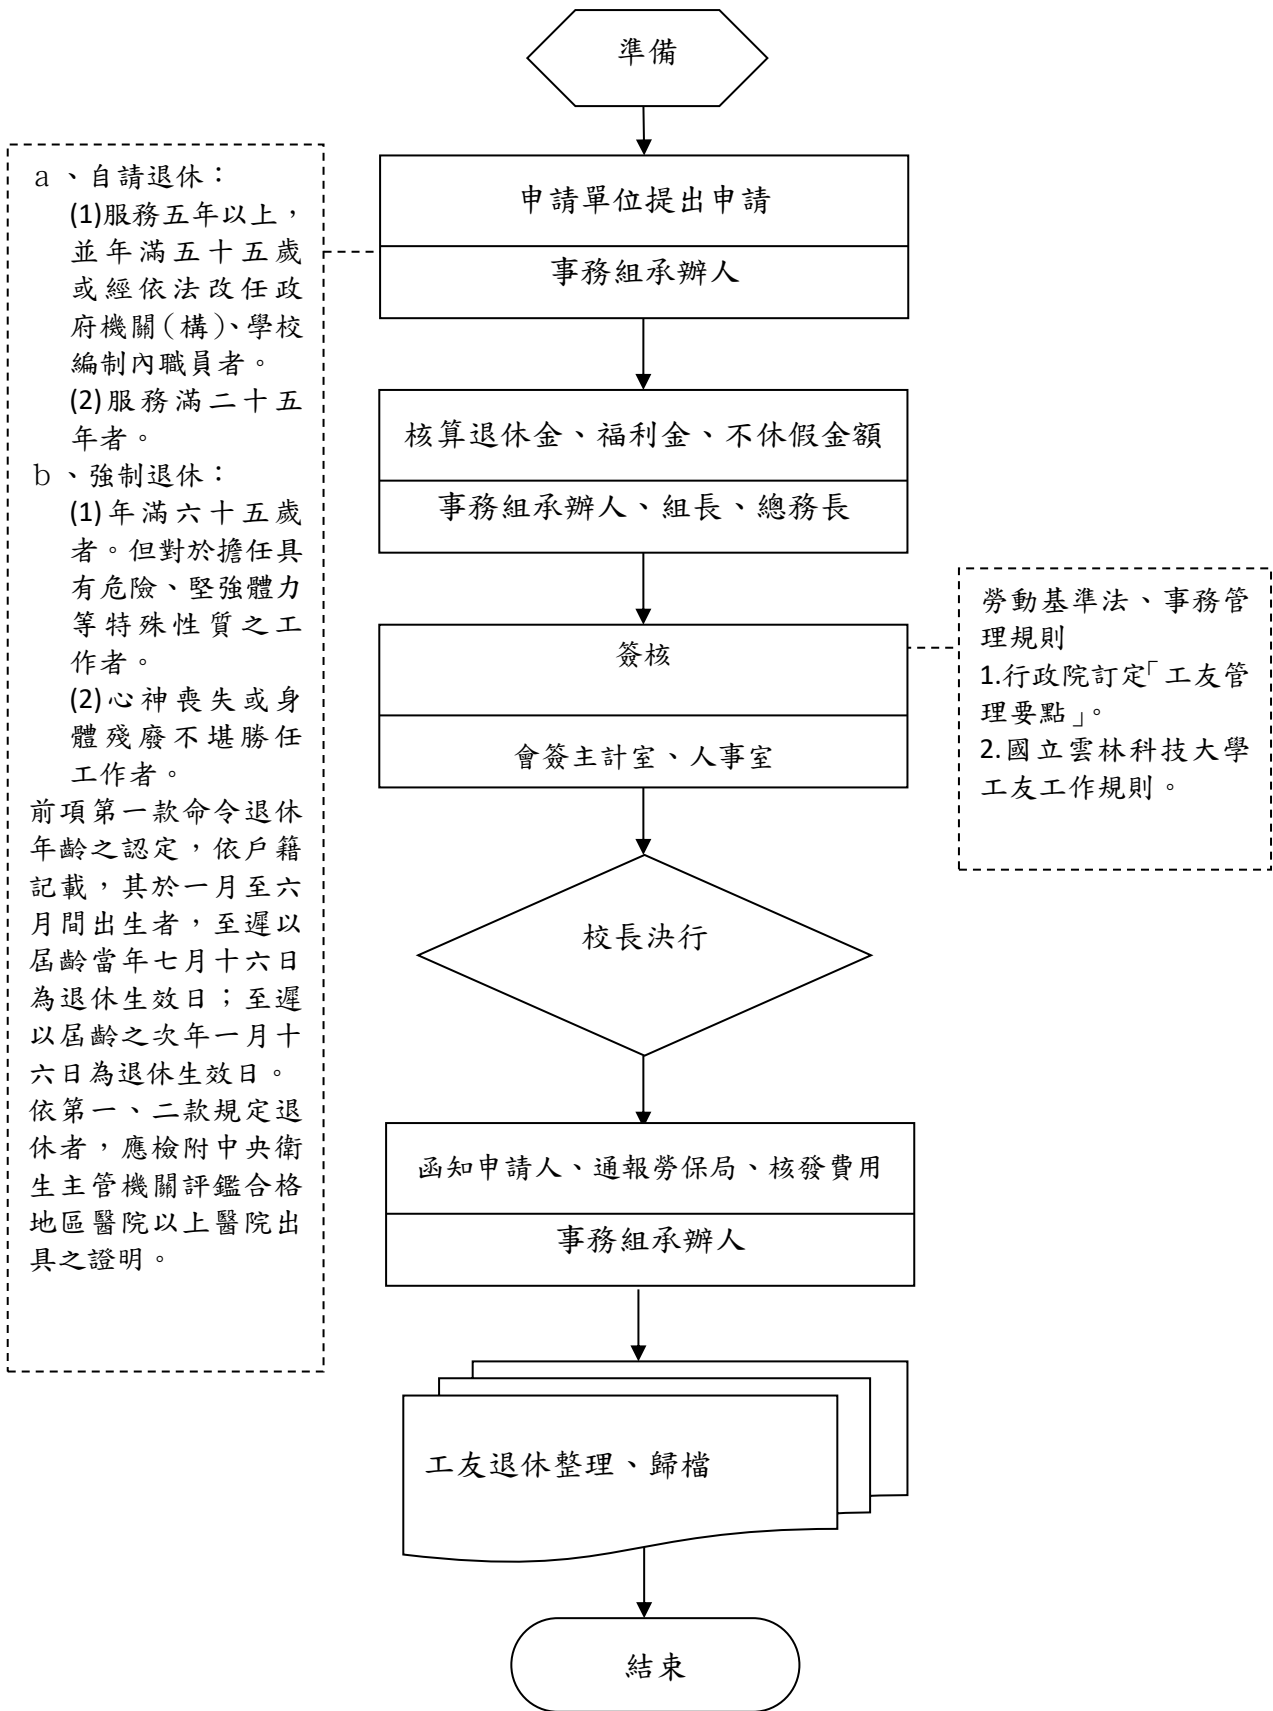 準備
申請單位提出申請
事務組承辦人
ａ、自請退休：
(1)服務五年以上，
並年滿五十五歲
或經依法改任政
府機關（構）、學校
編制內職員者。
(2)服務滿二十五
年者。
ｂ、強制退休：
(1)年滿六十五歲
者。但對於擔任具
有危險、堅強體力
等特殊性質之工
作者。
(2)心神喪失或身
體殘廢不堪勝任
工作者。
前項第一款命令退休
年齡之認定，依戶籍
記載，其於一月至六
月間出生者，至遲以
屆齡當年七月十六日
為退休生效日；至遲
以屆齡之次年一月十
六日為退休生效日。
依第一、二款規定退
休者，應檢附中央衛
生主管機關評鑑合格
地區醫院以上醫院出
具之證明。
核算退休金、福利金、不休假金額
事務組承辦人、組長、總務長
簽核
會簽主計室、人事室
勞動基準法、事務管
理規則
1.行政院訂定「工友管
理要點」。
2.國立雲林科技大學
工友工作規則。
校長決行
函知申請人、通報勞保局、核發費用
事務組承辦人
工友退休整理、歸檔
結束